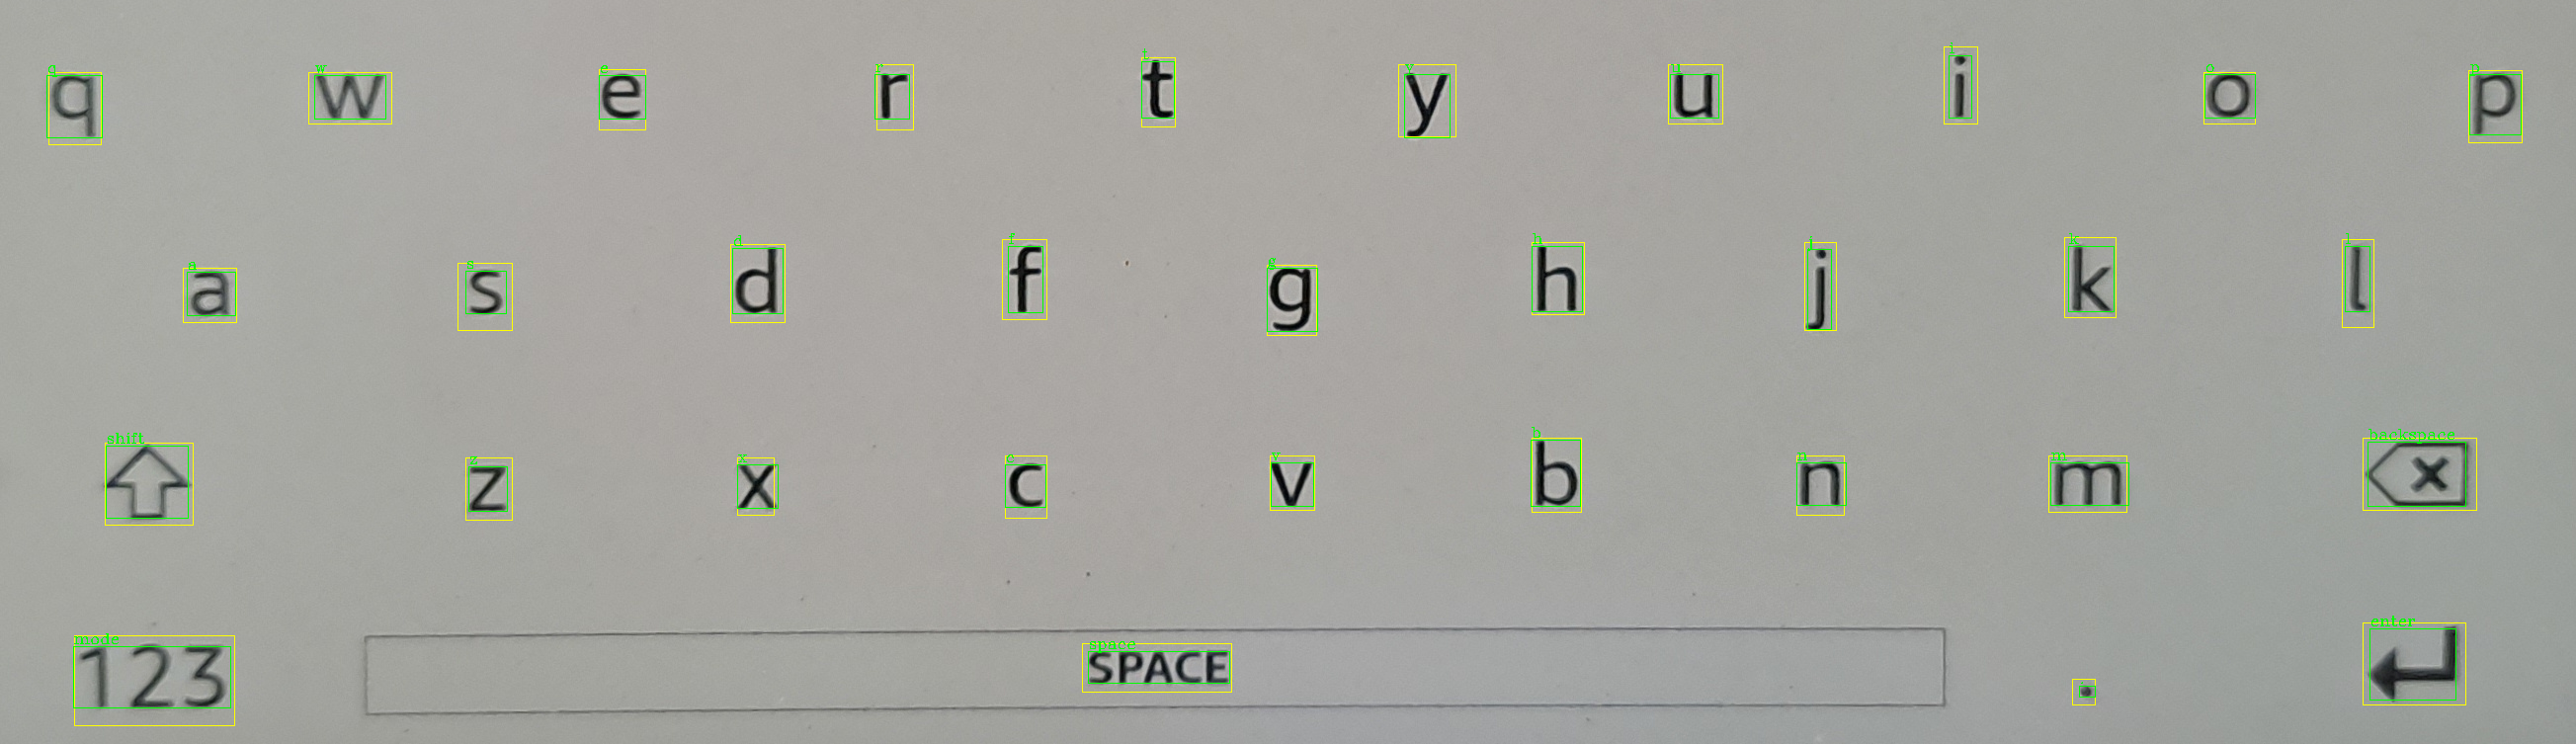 q w e r t y u i o p
q w e r t y u i o p
a s d f g h j k l
a s d f g h j k l
shift z x c v b n m backspace
z x c v b n m
mode space enter
123 SPACE .